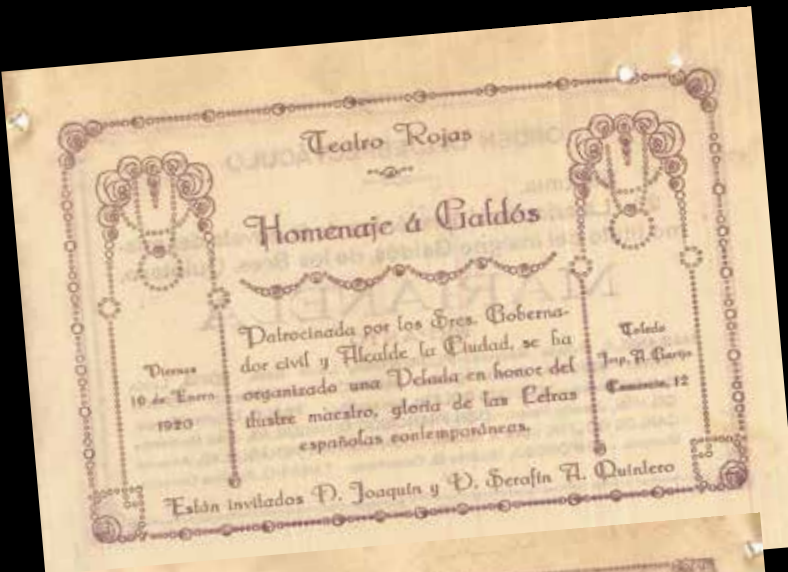 Teatro Rojas
Homenaje á Galdós
Patrocinada por los Sres. Goberna-
dor civil y Alcalde la Ciudad, se ha
organizado una Velada en honor del
ilustre maestro, gloria de las Letras
españolas contemporáneas.
Viernes
16 de Enero
1920
Toledo
Imp. A. Garijo
Comercio, 12
Están invitados D. Joaquín y D. Serafín A. Quintero
MARIANELA